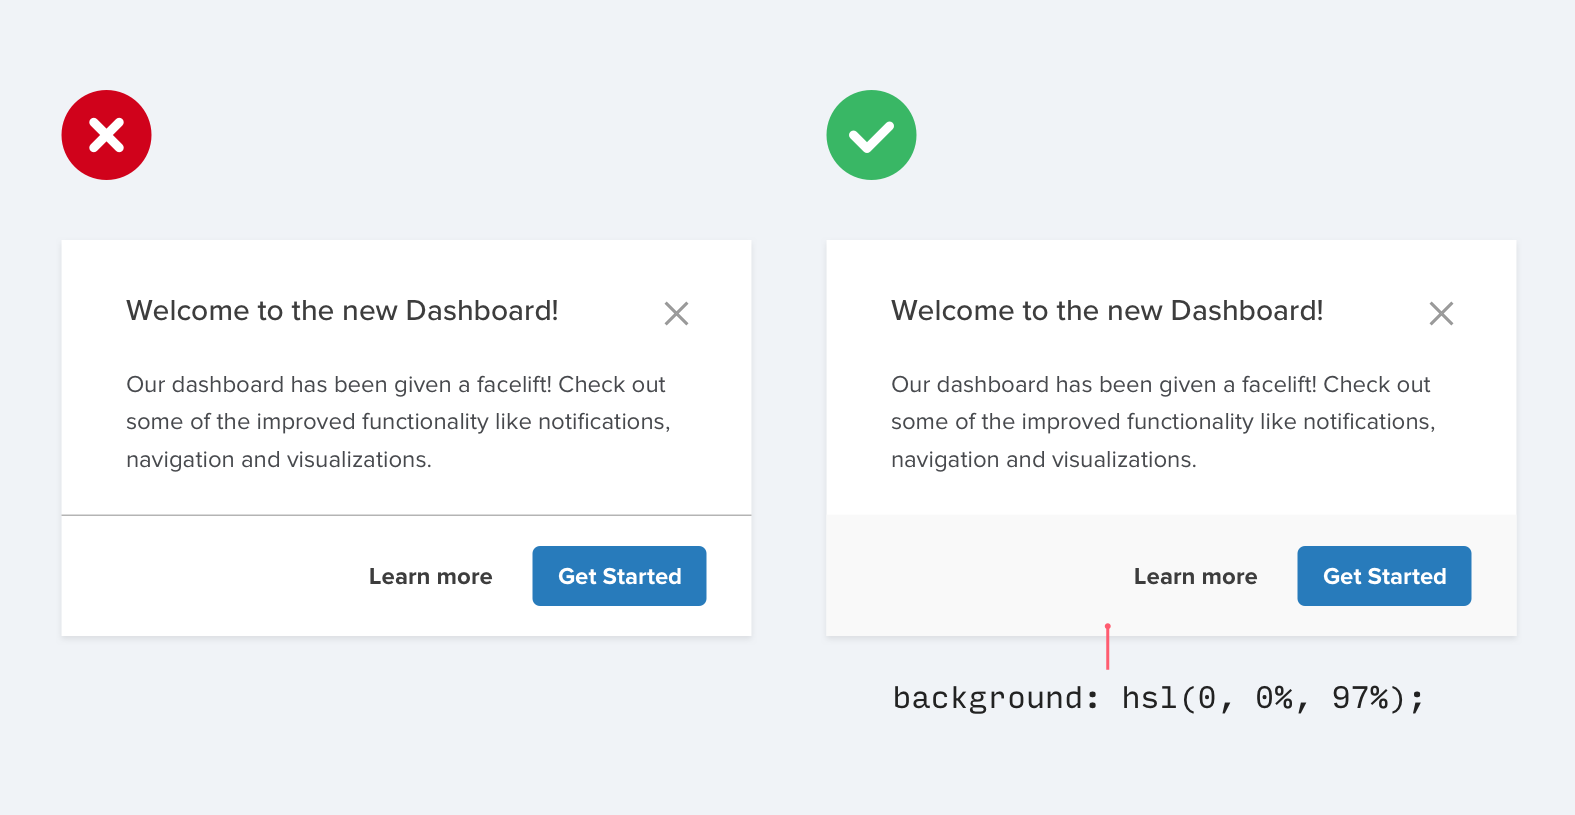 Welcome to the new Dashboard!
Our dashboard has been given a facelift! Check out
some of the improved functionality like notifications,
navigation and visualizations.
Learn more
Get Started
Welcome to the new Dashboard!
Our dashboard has been given a facelift! Check out
some of the improved functionality like notifications,
navigation and visualizations.
Learn more
Get Started
background: hsl(0, 0%, 97%);